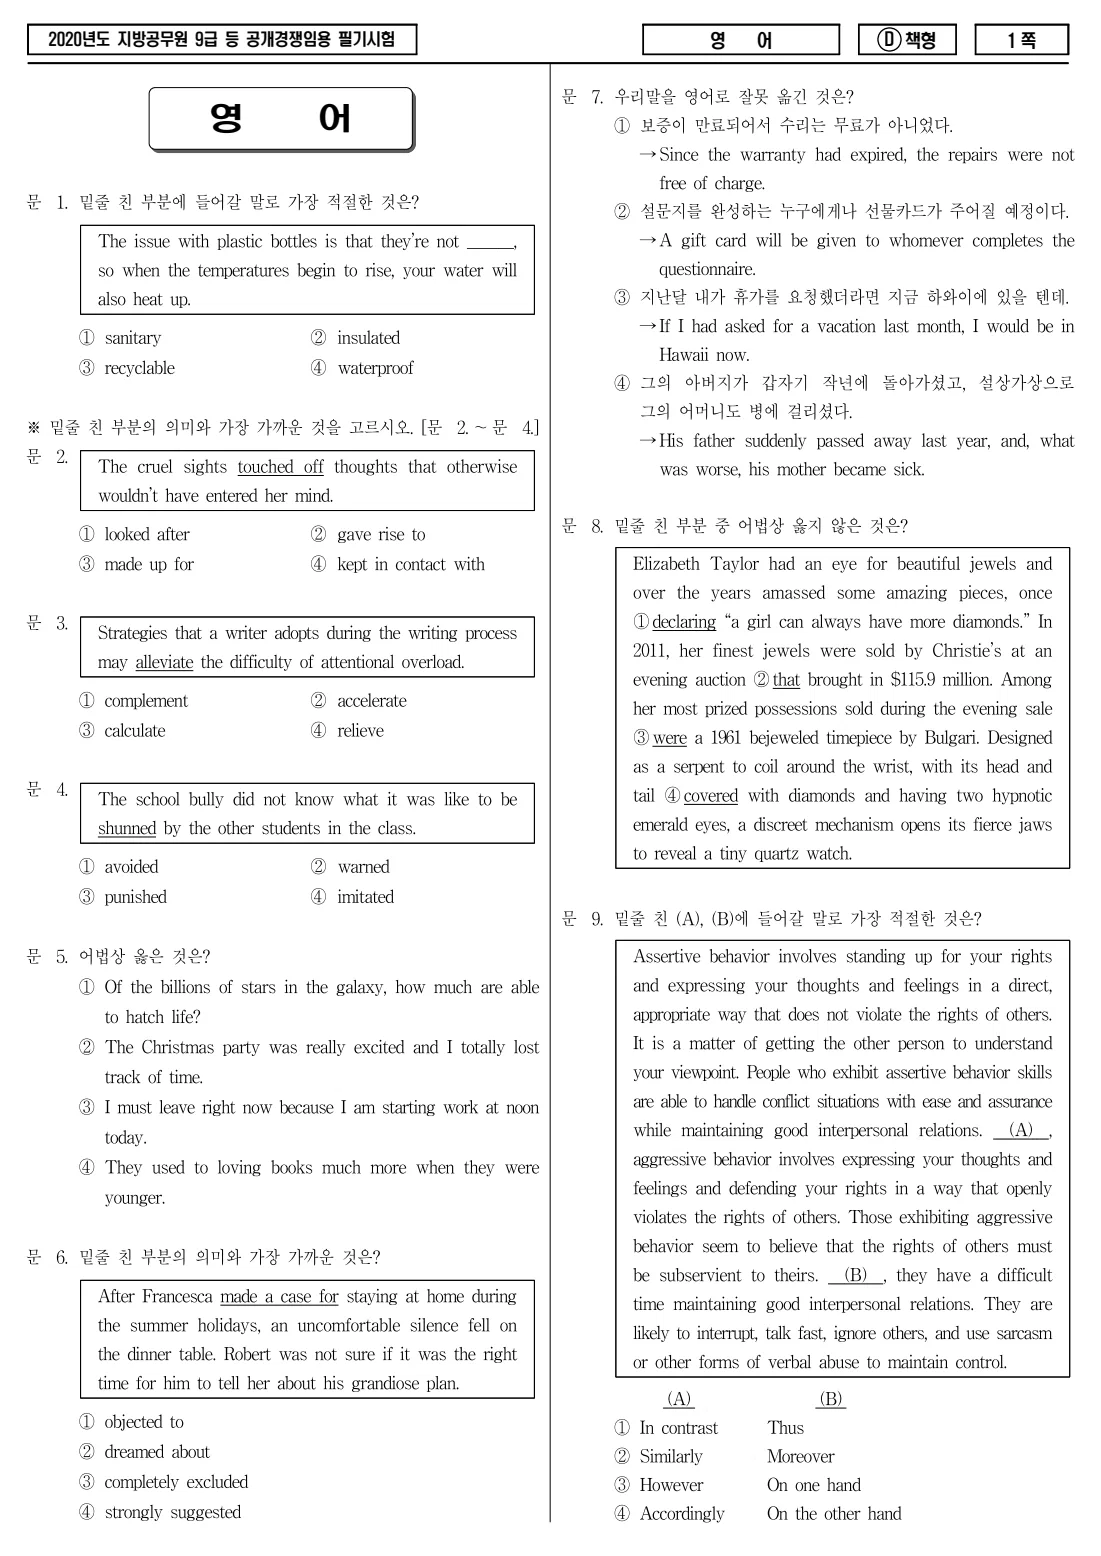 2020년도 지방공무원 9급 등 공개경쟁임용 필기시험
영 어
Ⓓ 책형
1 쪽
영 어
문 1. 밑줄 친 부분에 들어갈 말로 가장 적절한 것은?
The issue with plastic bottles is that they're not _____,
so when the temperatures begin to rise, your water will
also heat up.
① sanitary ② insulated
③ recyclable ④ waterproof
※ 밑줄 친 부분의 의미와 가장 가까운 것을 고르시오. [문 2. ~ 문 4.]
문 2.
The cruel sights touched off thoughts that otherwise
wouldn't have entered her mind.
① looked after ② gave rise to
③ made up for ④ kept in contact with
문 3.
Strategies that a writer adopts during the writing process
may alleviate the difficulty of attentional overload.
① complement ② accelerate
③ calculate ④ relieve
문 4.
The school bully did not know what it was like to be
shunned by the other students in the class.
① avoided ② warned
③ punished ④ imitated
문 5. 어법상 옳은 것은?
① Of the billions of stars in the galaxy, how much are able
to hatch life?
② The Christmas party was really excited and I totally lost
track of time.
③ I must leave right now because I am starting work at noon
today.
④ They used to loving books much more when they were
younger.
문 6. 밑줄 친 부분의 의미와 가장 가까운 것은?
After Francesca made a case for staying at home during
the summer holidays, an uncomfortable silence fell on
the dinner table. Robert was not sure if it was the right
time for him to tell her about his grandiose plan.
① objected to
② dreamed about
③ completely excluded
④ strongly suggested
문 7. 우리말을 영어로 잘못 옮긴 것은?
① 보증이 만료되어서 수리는 무료가 아니었다.
→ Since the warranty had expired, the repairs were not
free of charge.
② 설문지를 완성하는 누구에게나 선물카드가 주어질 예정이다.
→ A gift card will be given to whomever completes the
questionnaire.
③ 지난달 내가 휴가를 요청했더라면 지금 하와이에 있을 텐데.
→ If I had asked for a vacation last month, I would be in
Hawaii now.
④ 그의 아버지가 갑자기 작년에 돌아가셨고, 설상가상으로
그의 어머니도 병에 걸리셨다.
→ His father suddenly passed away last year, and, what
was worse, his mother became sick.
문 8. 밑줄 친 부분 중 어법상 옳지 않은 것은?
Elizabeth Taylor had an eye for beautiful jewels and
over the years amassed some amazing pieces, once
① declaring “a girl can always have more diamonds.” In
2011, her finest jewels were sold by Christie's at an
evening auction ② that brought in $115.9 million. Among
her most prized possessions sold during the evening sale
③ were a 1961 bejeweled timepiece by Bulgari. Designed
as a serpent to coil around the wrist, with its head and
tail ④ covered with diamonds and having two hypnotic
emerald eyes, a discreet mechanism opens its fierce jaws
to reveal a tiny quartz watch.
문 9. 밑줄 친 (A), (B)에 들어갈 말로 가장 적절한 것은?
Assertive behavior involves standing up for your rights
and expressing your thoughts and feelings in a direct,
appropriate way that does not violate the rights of others.
It is a matter of getting the other person to understand
your viewpoint. People who exhibit assertive behavior skills
are able to handle conflict situations with ease and assurance
while maintaining good interpersonal relations. (A) ,
aggressive behavior involves expressing your thoughts and
feelings and defending your rights in a way that openly
violates the rights of others. Those exhibiting aggressive
behavior seem to believe that the rights of others must
be subservient to theirs. (B) , they have a difficult
time maintaining good interpersonal relations. They are
likely to interrupt, talk fast, ignore others, and use sarcasm
or other forms of verbal abuse to maintain control.
(A) (B)
① In contrast Thus
② Similarly Moreover
③ However On one hand
④ Accordingly On the other hand